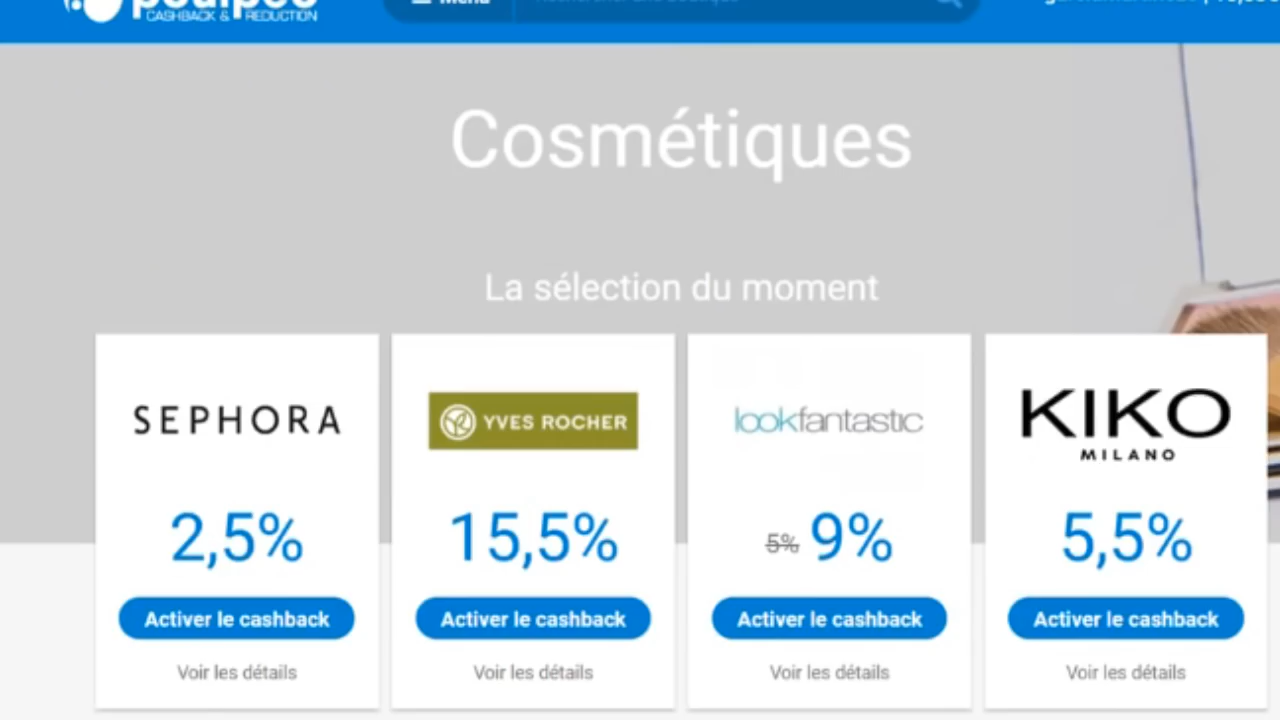 CASHBACK & REDUCTION
Menu
Cosmétiques
La sélection du moment
SEPHORA
YVES ROCHER
lookfantastic
KIKO
MILANO
2,5%
15,5%
5% 9%
5,5%
Activer le cashback
Activer le cashback
Activer le cashback
Activer le cashback
Voir les détails
Voir les détails
Voir les détails
Voir les détails